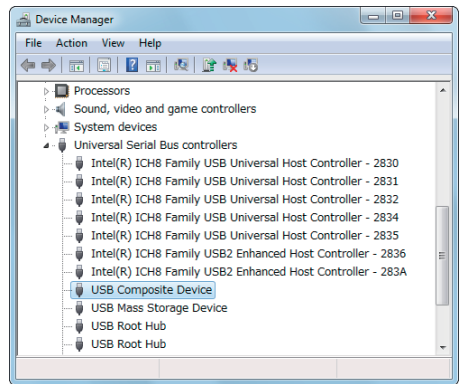 Device Manager
File Action View Help
Processors
Sound, video and game controllers
System devices
Universal Serial Bus controllers
Intel(R) ICH8 Family USB Universal Host Controller - 2830
Intel(R) ICH8 Family USB Universal Host Controller - 2831
Intel(R) ICH8 Family USB Universal Host Controller - 2832
Intel(R) ICH8 Family USB Universal Host Controller - 2834
Intel(R) ICH8 Family USB Universal Host Controller - 2835
Intel(R) ICH8 Family USB2 Enhanced Host Controller - 2836
Intel(R) ICH8 Family USB2 Enhanced Host Controller - 283A
USB Composite Device
USB Mass Storage Device
USB Root Hub
USB Root Hub